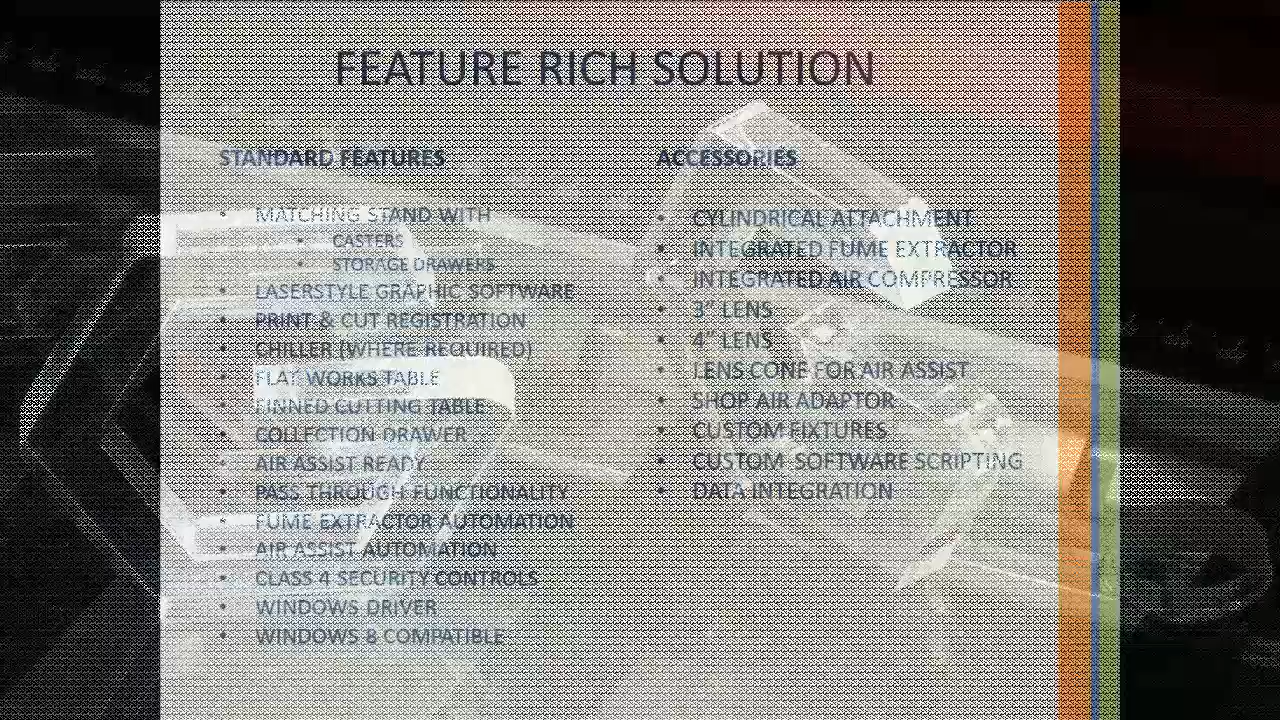 FEATURE RICH SOLUTION
STANDARD FEATURES
• MATCHING STAND WITH
• CASTERS
• STORAGE DRAWERS
• LASERSTYLE GRAPHIC SOFTWARE
• PRINT & CUT REGISTRATION
• CHILLER (WHERE REQUIRED)
• FLAT WORKS TABLE
• FINNED CUTTING TABLE
• COLLECTION DRAWER
• AIR ASSIST READY
• PASS THROUGH FUNCTIONALITY
• FUME EXTRACTOR AUTOMATION
• AIR ASSIST AUTOMATION
• CLASS 4 SECURITY CONTROLS
• WINDOWS DRIVER
• WINDOWS 8 COMPATIBLE
ACCESSORIES
• CYLINDRICAL ATTACHMENT
• INTEGRATED FUME EXTRACTOR
• INTEGRATED AIR COMPRESSOR
• 3” LENS
• 4” LENS
• LENS CONE FOR AIR ASSIST
• SHOP AIR ADAPTOR
• CUSTOM FIXTURES
• CUSTOM SOFTWARE SCRIPTING
• DATA INTEGRATION